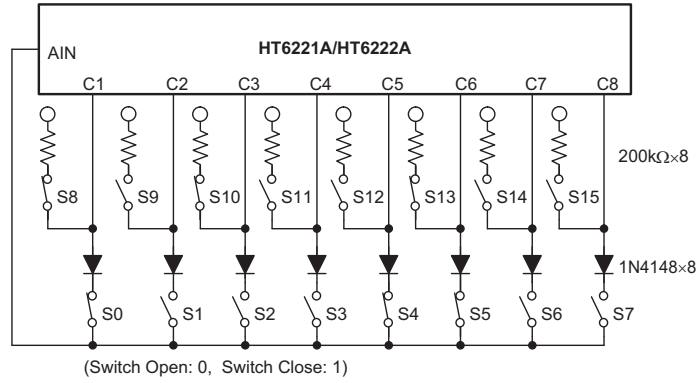 HT6221A/HT6222A
AIN
C1 C2 C3 C4 C5 C6 C7 C8
200kΩ×8
S8 S9 S10 S11 S12 S13 S14 S15
1N4148×8
S0 S1 S2 S3 S4 S5 S6 S7
(Switch Open: 0, Switch Close: 1)